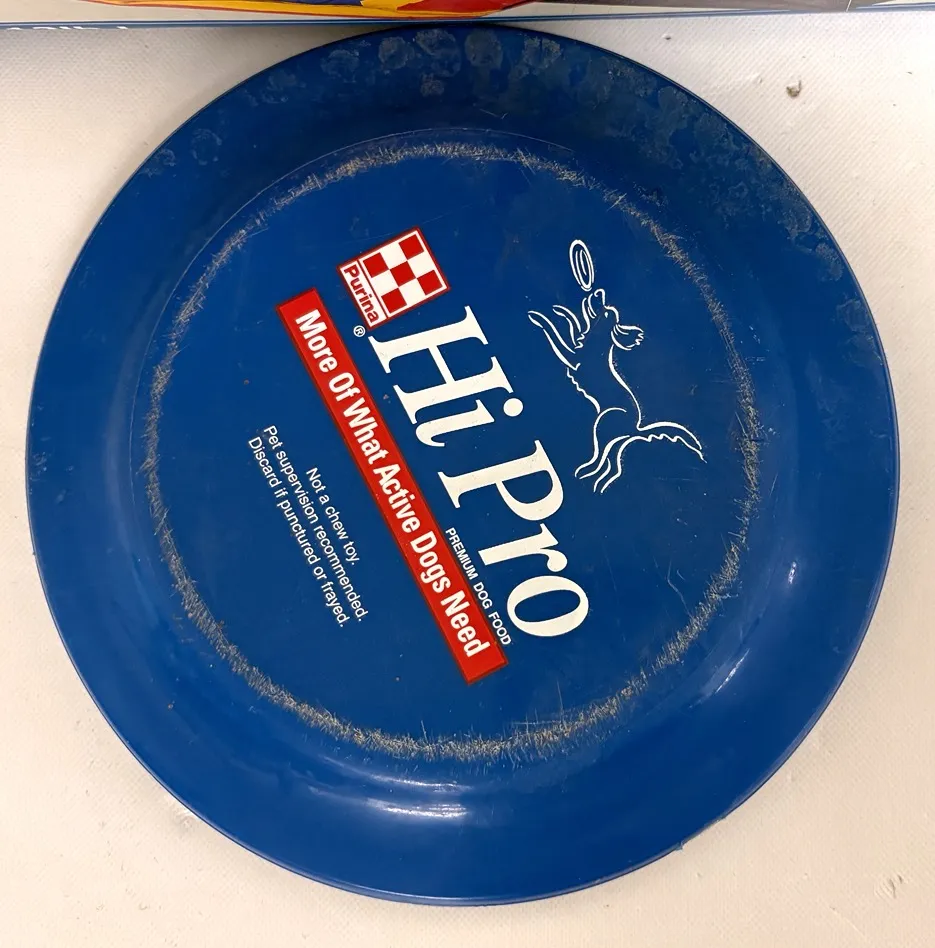 Purina
®
Hi Pro
PREMIUM DOG FOOD
More Of What Active Dogs Need
Not a chew toy.
Pet supervision recommended.
Discard if punctured or frayed.